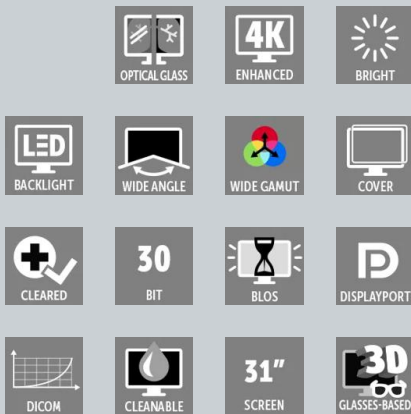 OPTICAL GLASS
4K
ENHANCED
BRIGHT
LED
BACKLIGHT
WIDE ANGLE
WIDE GAMUT
COVER
CLEARED
30
BIT
BLOS
DISPLAYPORT
DICOM
CLEANABLE
31"
SCREEN
3D
GLASSES-BASED